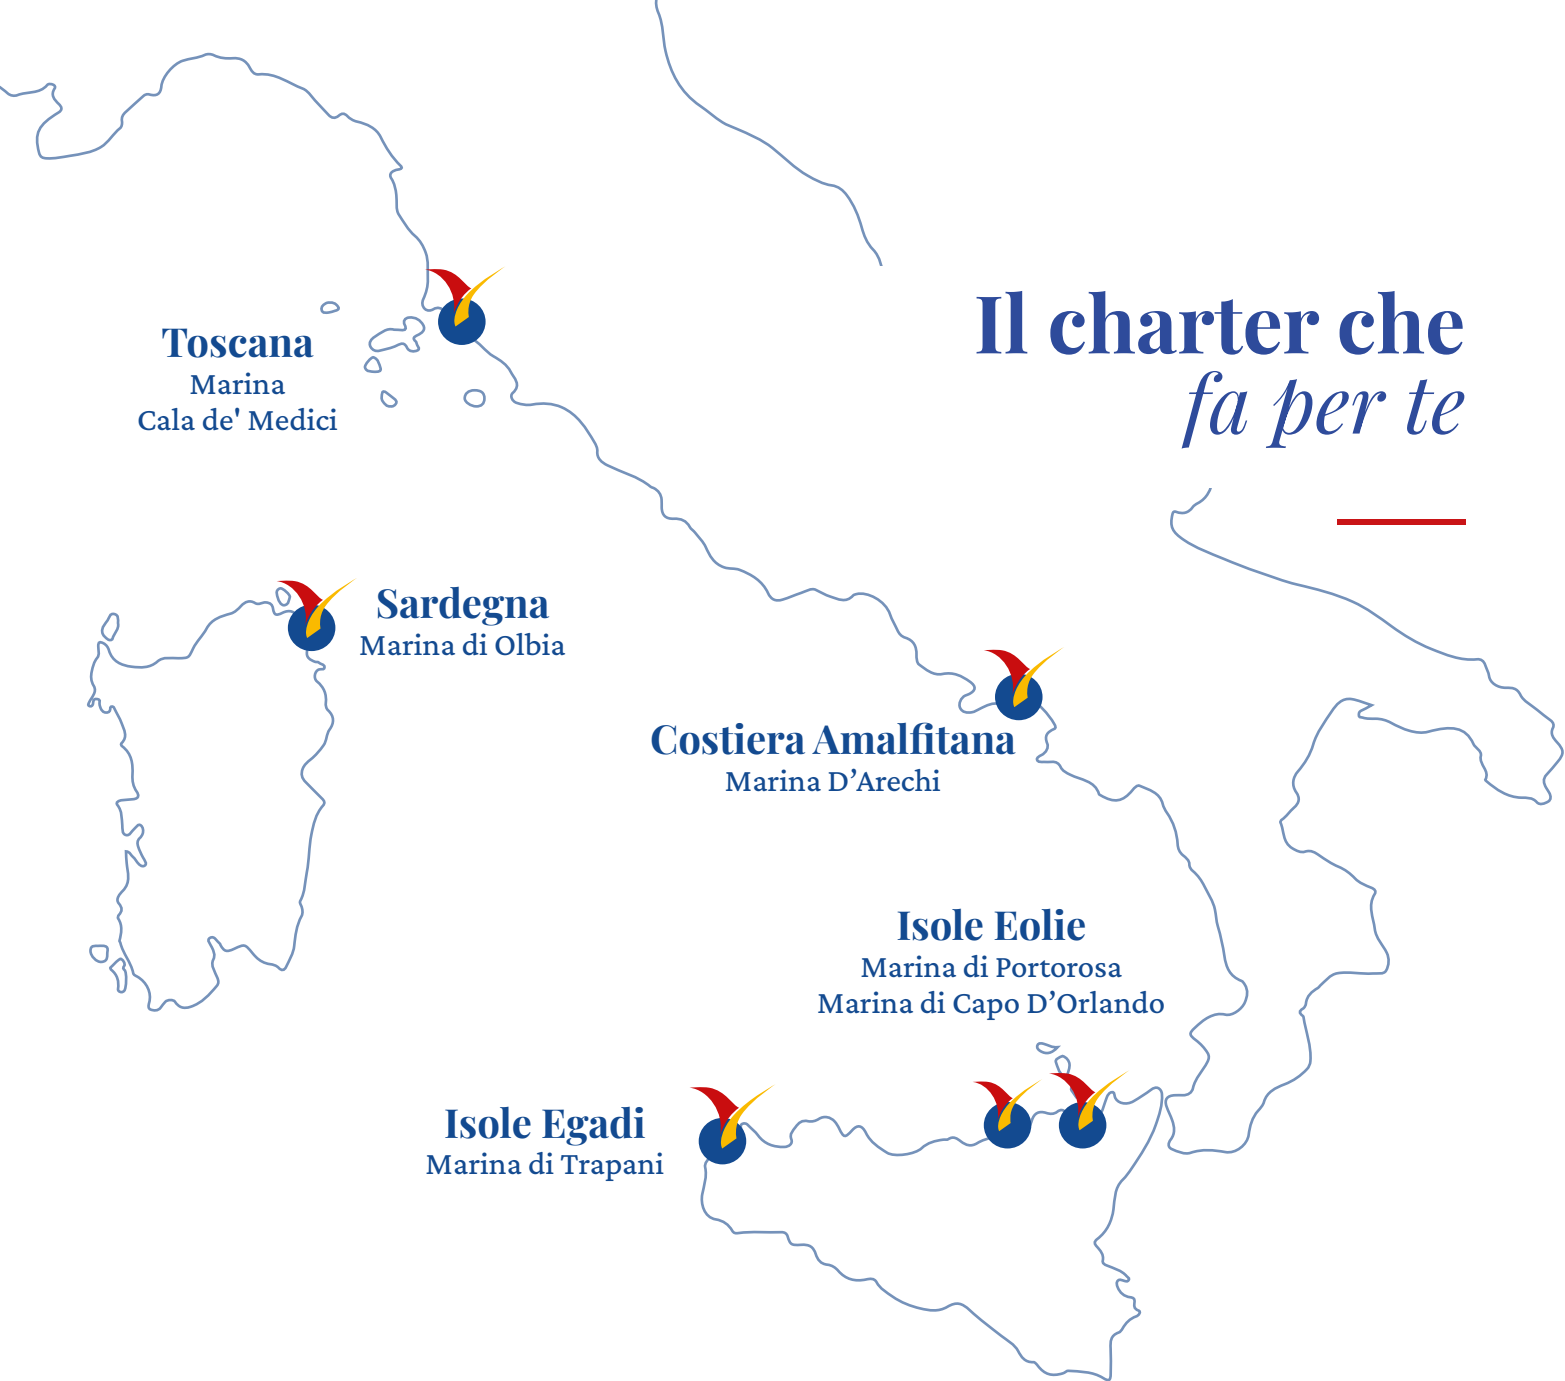 Il charter che
fa per te
Toscana
Marina
Cala de' Medici
Sardegna
Marina di Olbia
Costiera Amalfitana
Marina D’Arechi
Isole Eolie
Marina di Portorosa
Marina di Capo D’Orlando
Isole Egadi
Marina di Trapani